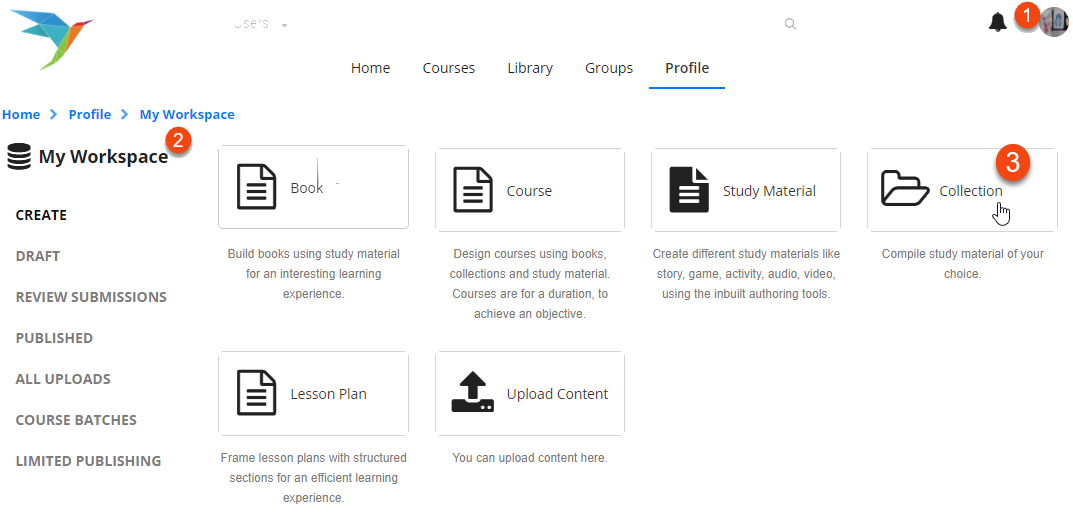 Users
1
Home Courses Library Groups Profile
Home Profile My Workspace
My Workspace 2
CREATE
DRAFT
REVIEW SUBMISSIONS
PUBLISHED
ALL UPLOADS
COURSE BATCHES
LIMITED PUBLISHING
Book
Build books using study material
for an interesting learning
experience.
Course
Design courses using books,
collections and study material.
Courses are for a duration, to
achieve an objective.
Study Material
Create different study materials like
story, game, activity, audio, video,
using the inbuilt authoring tools.
3
Collection
Compile study material of your
choice.
Lesson Plan
Frame lesson plans with structured
sections for an efficient learning
experience.
Upload Content
You can upload content here.